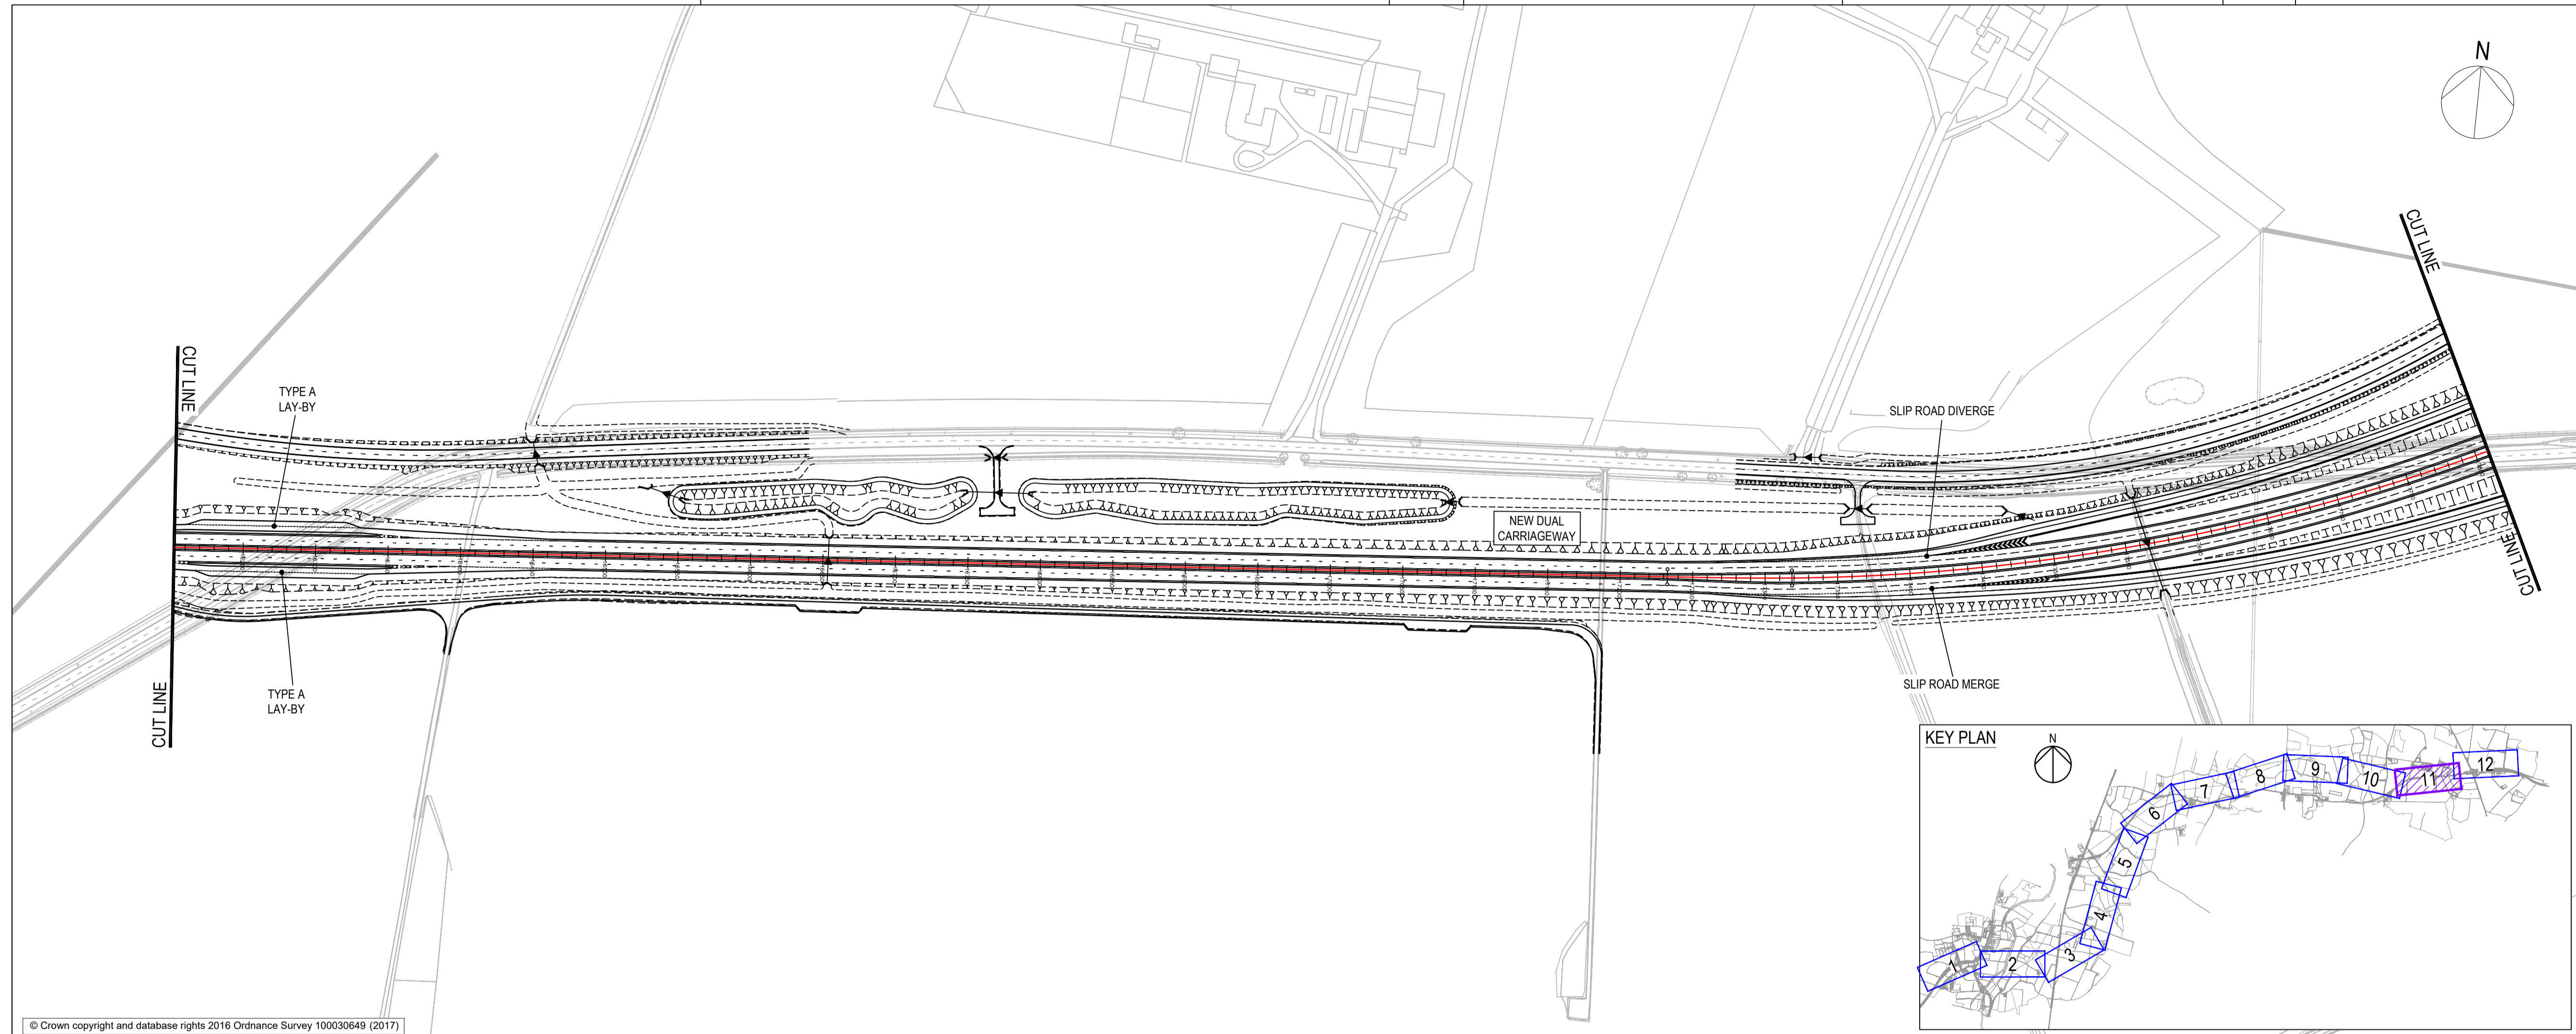 N
CUT LINE
CUT LINE
TYPE A
LAY-BY
SLIP ROAD DIVERGE
NEW DUAL
CARRIAGEWAY
TYPE A
LAY-BY
SLIP ROAD MERGE
CUT LINE
CUT LINE
KEY PLAN
N
1
2
3
4
5
6
7
8
9
10
11
12
© Crown copyright and database rights 2016 Ordnance Survey 100030649 (2017)